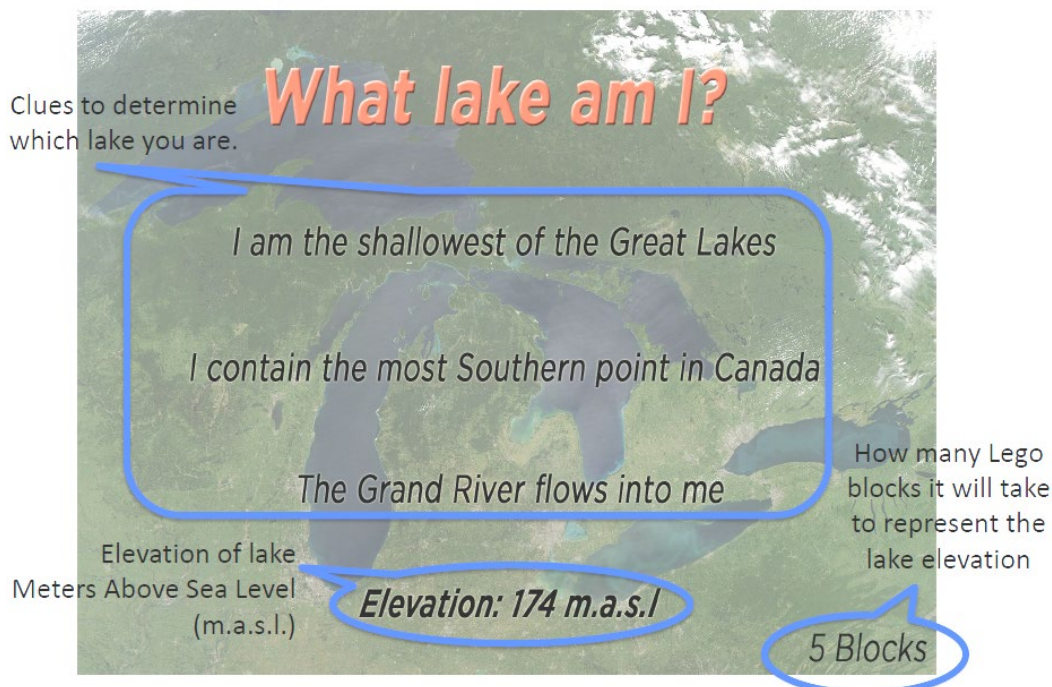 What lake am I?
Clues to determine
which lake you are.
I am the shallowest of the Great Lakes
I contain the most Southern point in Canada
The Grand River flows into me
How many Lego
blocks it will take
to represent the
lake elevation
Elevation of lake
Meters Above Sea Level
(m.a.s.l.)
Elevation: 174 m.a.s.l
5 Blocks